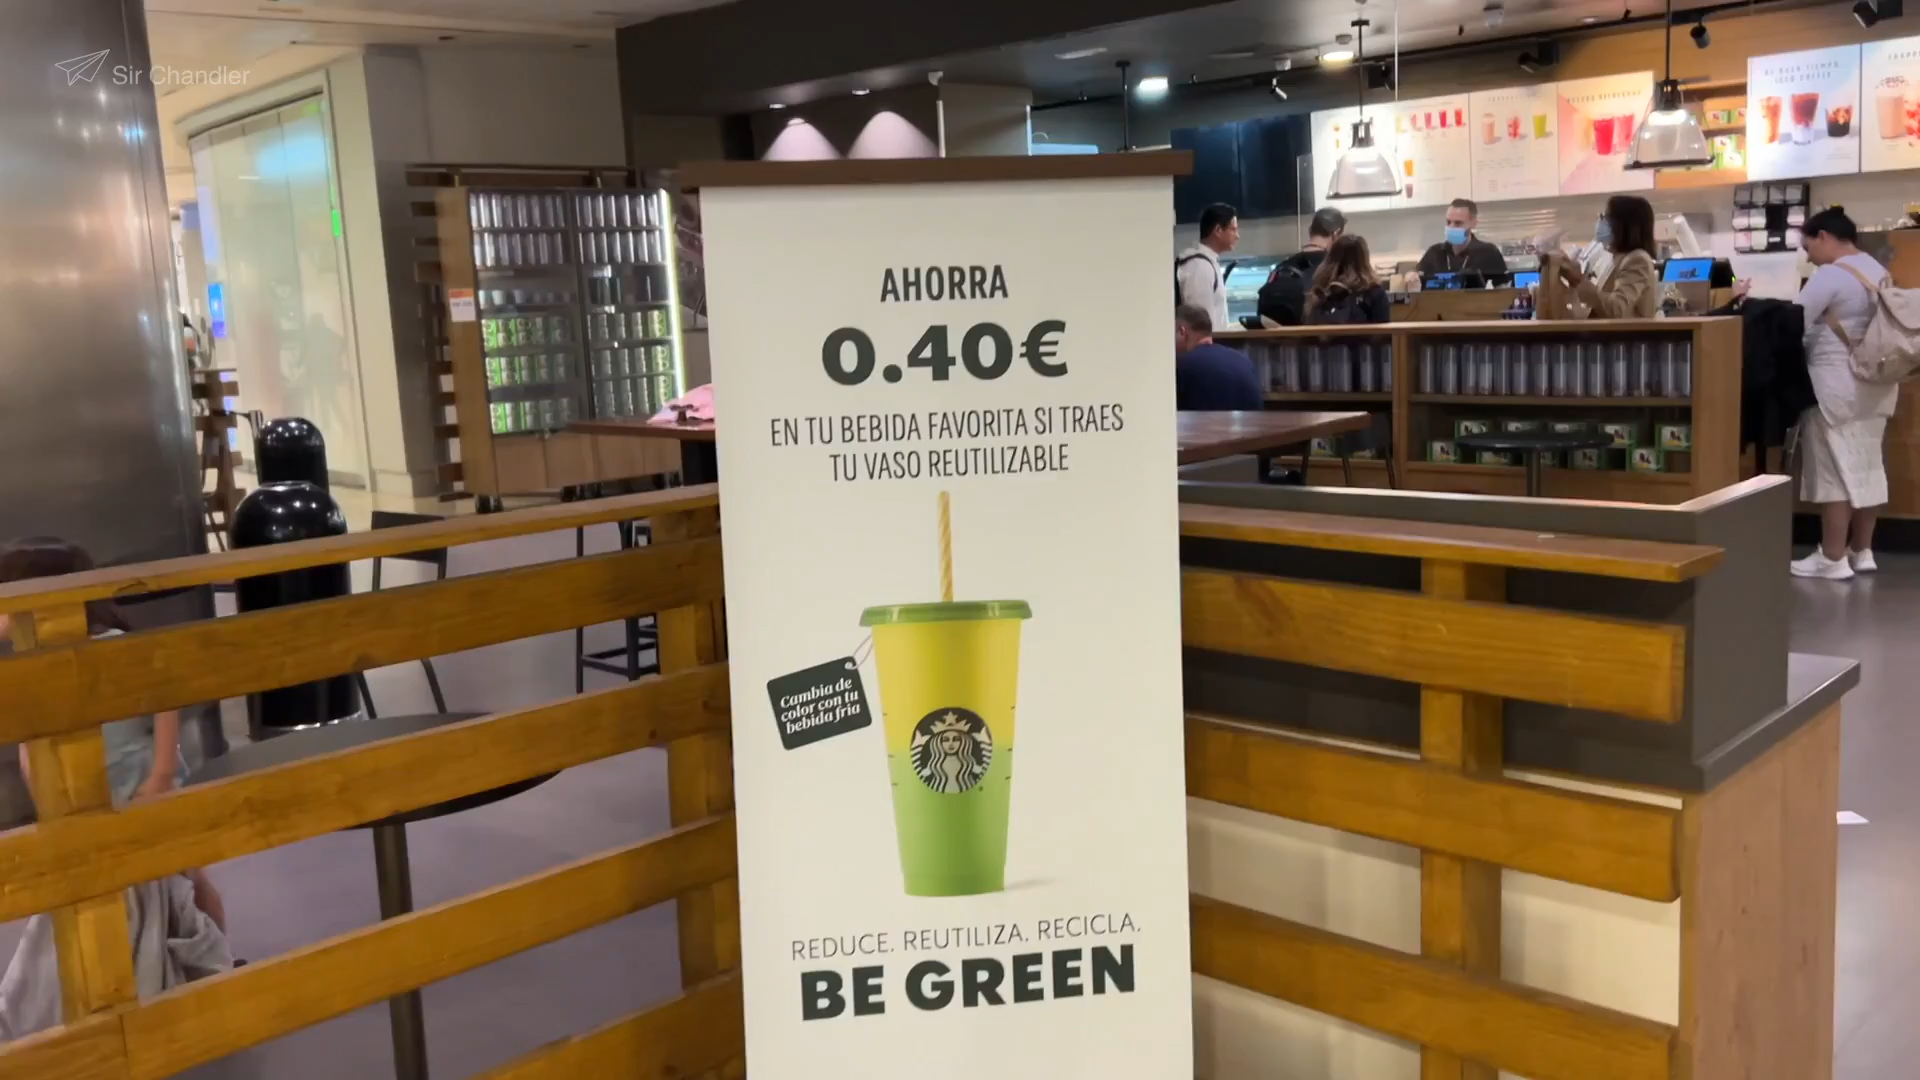 Sir Chandler
AHORRA
0.40€
EN TU BEBIDA FAVORITA SI TRAES
TU VASO REUTILIZABLE
Cambia de
color con tu
bebida fría
REDUCE. REUTILIZA. RECICLA.
BE GREEN